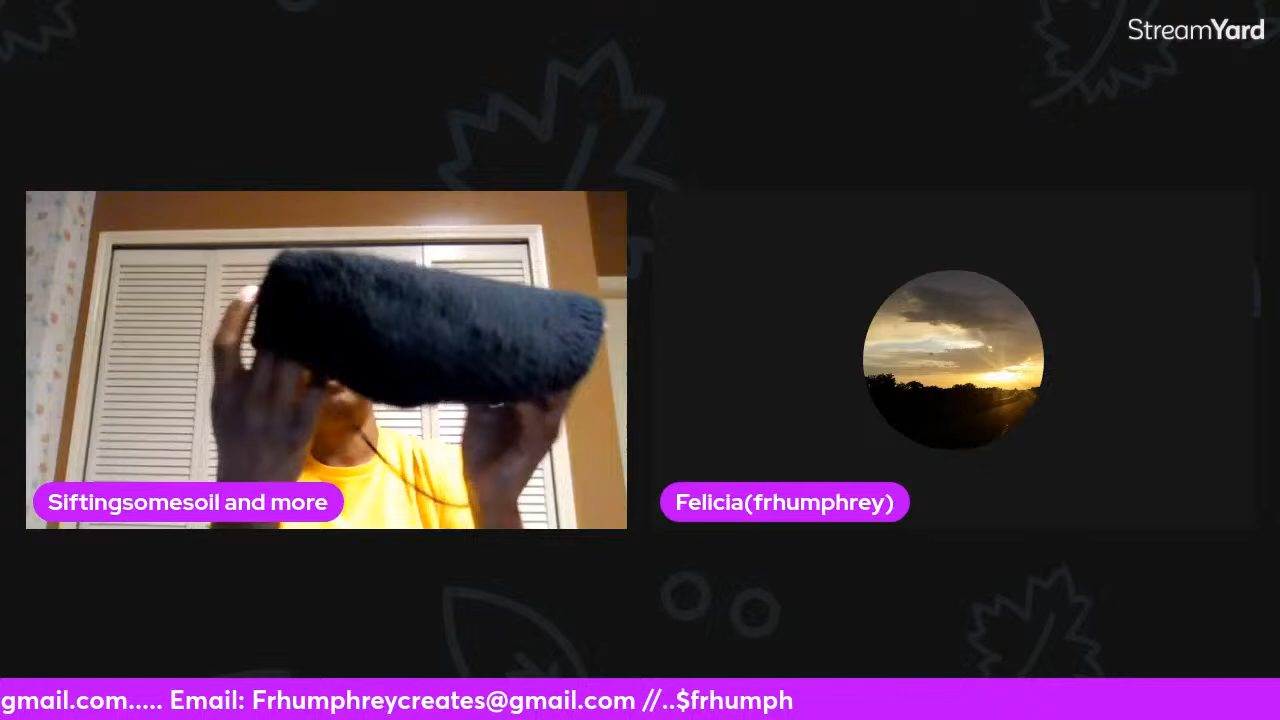 StreamYard
Siftingsomesoil and more
Felicia(frhumphrey)
gmail.com..... Email: Frhumphreycreates@gmail.com //..$frhumph